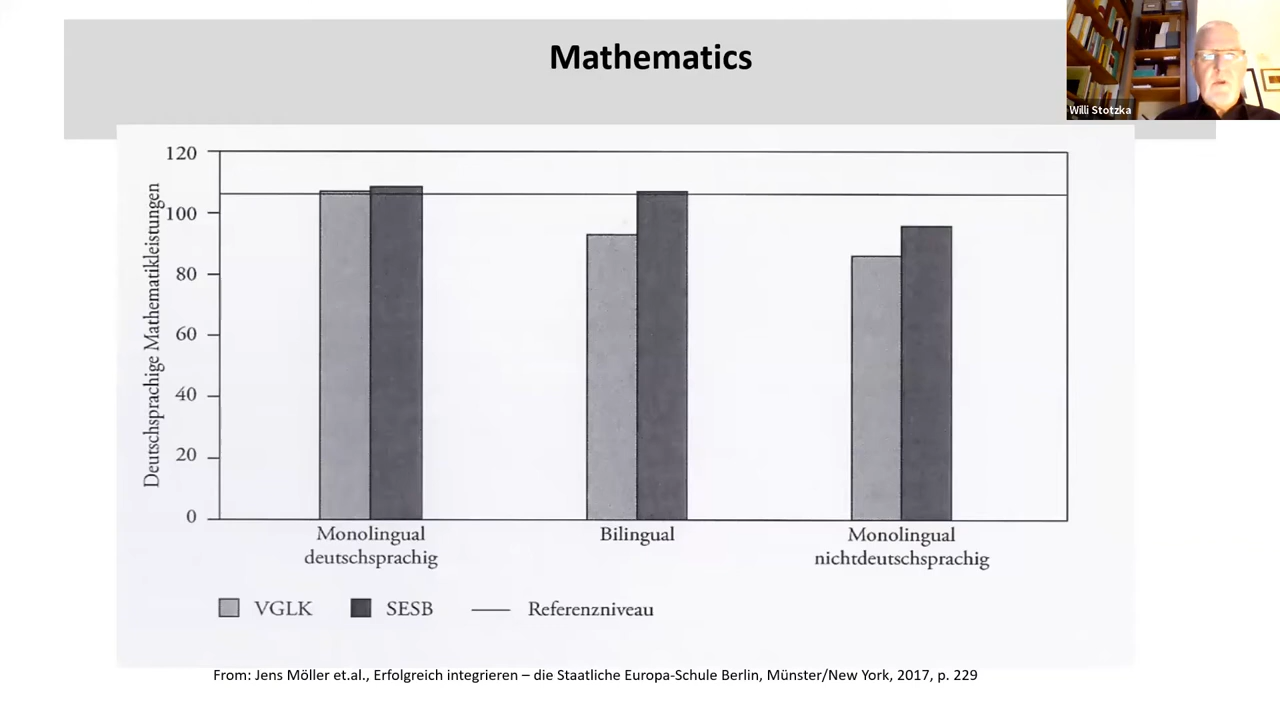 Mathematics
Willi Stotzka
Deutschsprachige Mathematikleistungen
120
100
80
60
40
20
0
Monolingual
deutschsprachig
Bilingual
Monolingual
nichtdeutschsprachig
VGLK
SESB
Referenzniveau
From: Jens Möller et.al., Erfolgreich integrieren – die Staatliche Europa-Schule Berlin, Münster/New York, 2017, p. 229